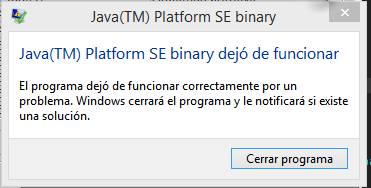 Java(TM) Platform SE binary
Java(TM) Platform SE binary dejó de funcionar
El programa dejó de funcionar correctamente por un
problema. Windows cerrará el programa y le notificará si existe
una solución.
Cerrar programa